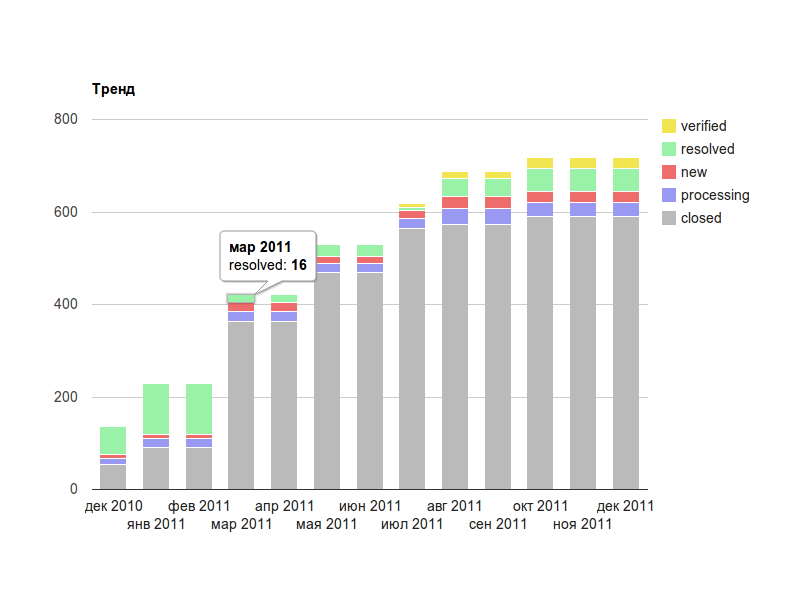 Тренд
800
600
400
200
0
мар 2011
resolved: 16
verified
resolved
new
processing
closed
дек 2010
янв 2011
фев 2011
мар 2011
апр 2011
мая 2011
июн 2011
июл 2011
авг 2011
сен 2011
окт 2011
ноя 2011
дек 2011